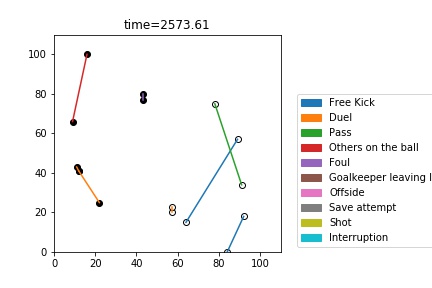 time=2573.61
100
80
60
40
20
0
0 20 40 60 80 100
Free Kick
Duel
Pass
Others on the ball
Foul
Goalkeeper leaving l
Offside
Save attempt
Shot
Interruption